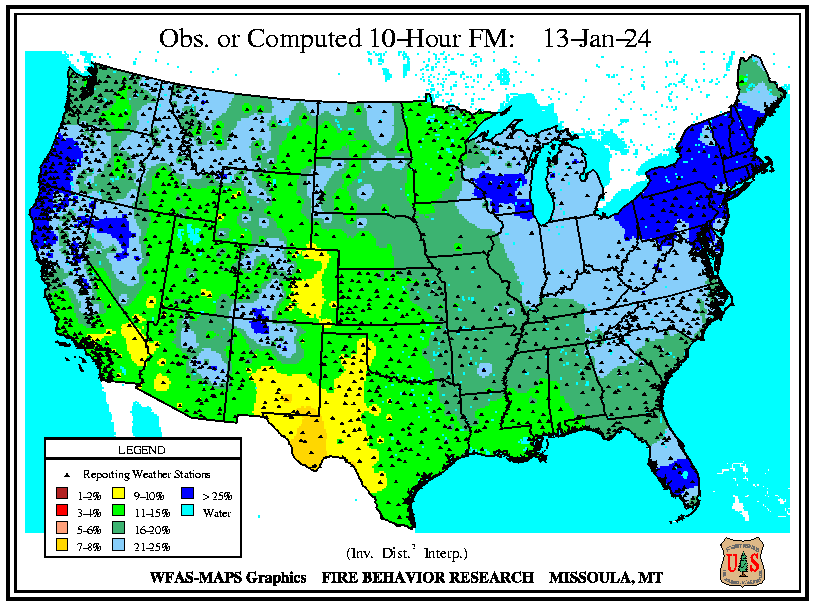 Obs. or Computed 10-Hour FM: 13-Jan-24
LEGEND
Reporting Weather Stations
1-2% 9-10% > 25%
3-4% 11-15% Water
5-6% 16-20%
7-8% 21-25%
(Inv. Dist.² Interp.)
WFAS-MAPS Graphics FIRE BEHAVIOR RESEARCH MISSOULA, MT
U S